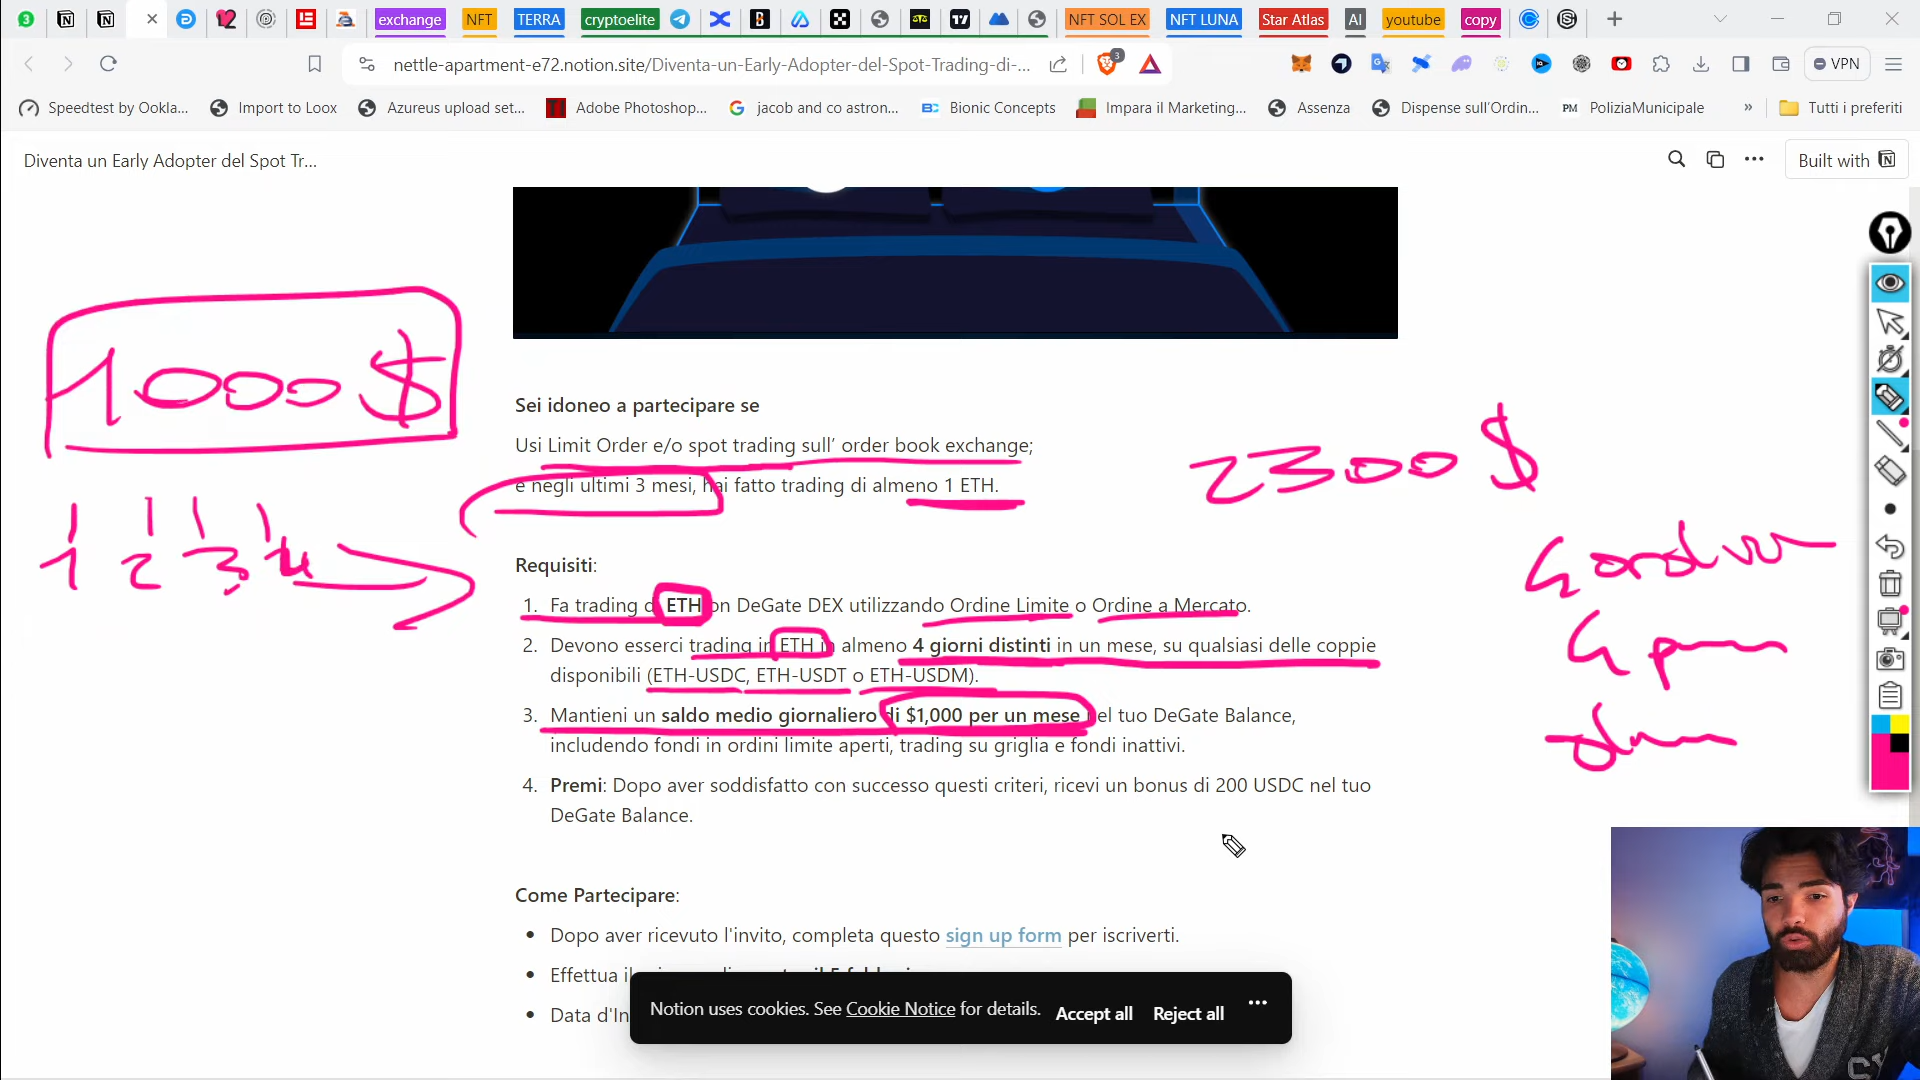 exchange NFT TERRA cryptoelite NFT SOL EX NFT LUNA Star Atlas AI youtube copy
nettle-apartment-e72.notion.site/Diventa-un-Early-Adopter-del-Spot-Trading-di-... 3 VPN
Speedtest by Ookla... Import to Loox Azureus upload set... Adobe Photoshop... jacob and co astron... Bionic Concepts Impara il Marketing... Assenza Dispense sull'Ordin... PM PoliziaMunicipale » Tutti i preferiti
Diventa un Early Adopter del Spot Tr... Built with
1000 $
Sei idoneo a partecipare se
Usi Limit Order e/o spot trading sull' order book exchange;
e negli ultimi 3 mesi, hai fatto trading di almeno 1 ETH.
2300 $
1 2 3 4
Requisiti:
1. Fa trading di ETH on DeGate DEX utilizzando Ordine Limite o Ordine a Mercato.
2. Devono esserci trading in ETH in almeno 4 giorni distinti in un mese, su qualsiasi delle coppie
disponibili (ETH-USDC, ETH-USDT o ETH-USDM).
3. Mantieni un saldo medio giornaliero di $1,000 per un mese nel tuo DeGate Balance,
includendo fondi in ordini limite aperti, trading su griglia e fondi inattivi.
4. Premi: Dopo aver soddisfatto con successo questi criteri, ricevi un bonus di 200 USDC nel tuo
DeGate Balance.
Come Partecipare:
• Dopo aver ricevuto l'invito, completa questo sign up form per iscriverti.
• Effettua il
• Data d'In
Notion uses cookies. See Cookie Notice for details. Accept all Reject all